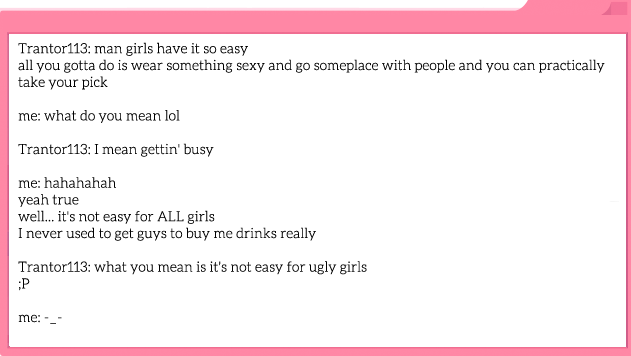 Trantor113: man girls have it so easy
all you gotta do is wear something sexy and go someplace with people and you can practically
take your pick
me: what do you mean lol
Trantor113: I mean gettin' busy
me: hahahahah
yeah true
well... it's not easy for ALL girls
I never used to get guys to buy me drinks really
Trantor113: what you mean is it's not easy for ugly girls
;P
me: -_-